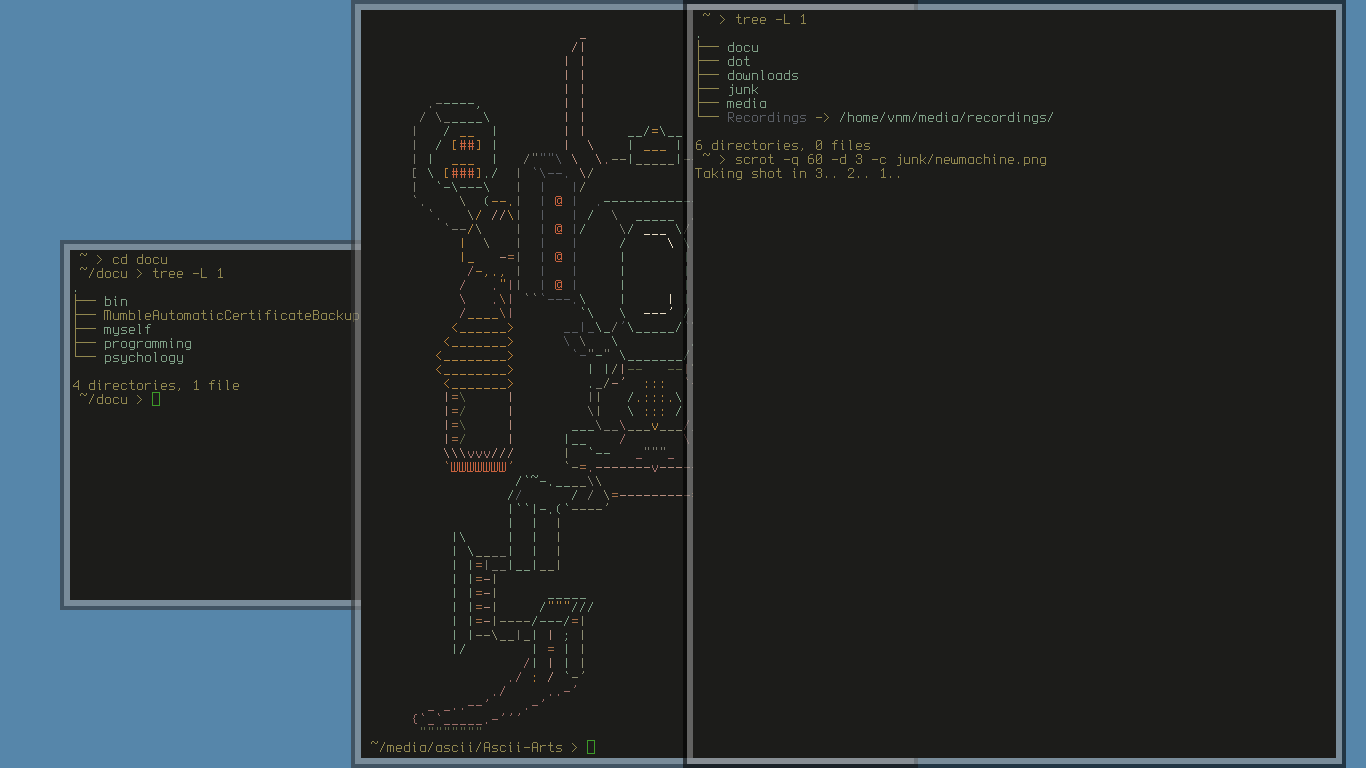 ~ > cd docu
~/docu > tree -L 1
.
├── bin
├── MumbleAutomaticCertificateBackup
├── myself
├── programming
└── psychology
4 directories, 1 file
~/docu >
[##]
[###]
@
@
@
@
~/media/ascii/Ascii-Arts >
~ > tree -L 1
.
├── docu
├── dot
├── downloads
├── junk
├── media
└── Recordings -> /home/vnm/media/recordings/
6 directories, 0 files
~ > scrot -q 60 -d 3 -c junk/newmachine.png
Taking shot in 3.. 2.. 1..